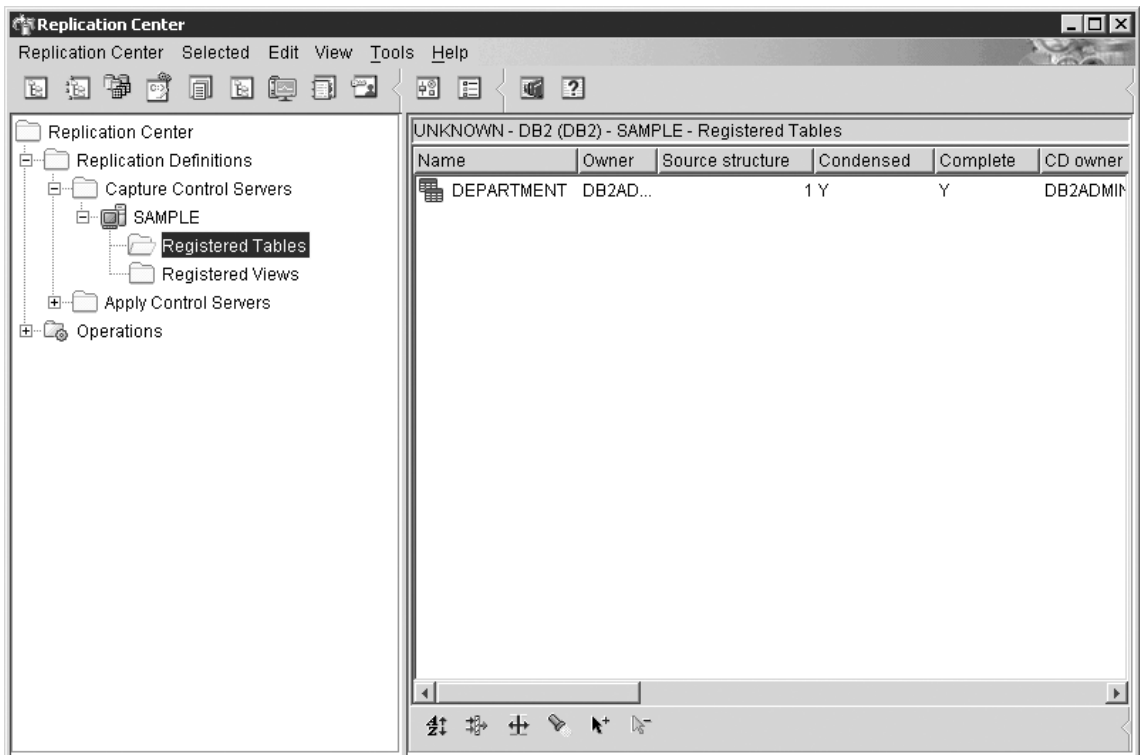 Replication Center
Replication Center Selected Edit View Tools Help
Replication Center
Replication Definitions
Capture Control Servers
SAMPLE
Registered Tables
Registered Views
Apply Control Servers
Operations
UNKNOWN - DB2 (DB2) - SAMPLE - Registered Tables
Name Owner Source structure Condensed Complete CD owner
DEPARTMENT DB2AD... 1 Y Y DB2ADMIN